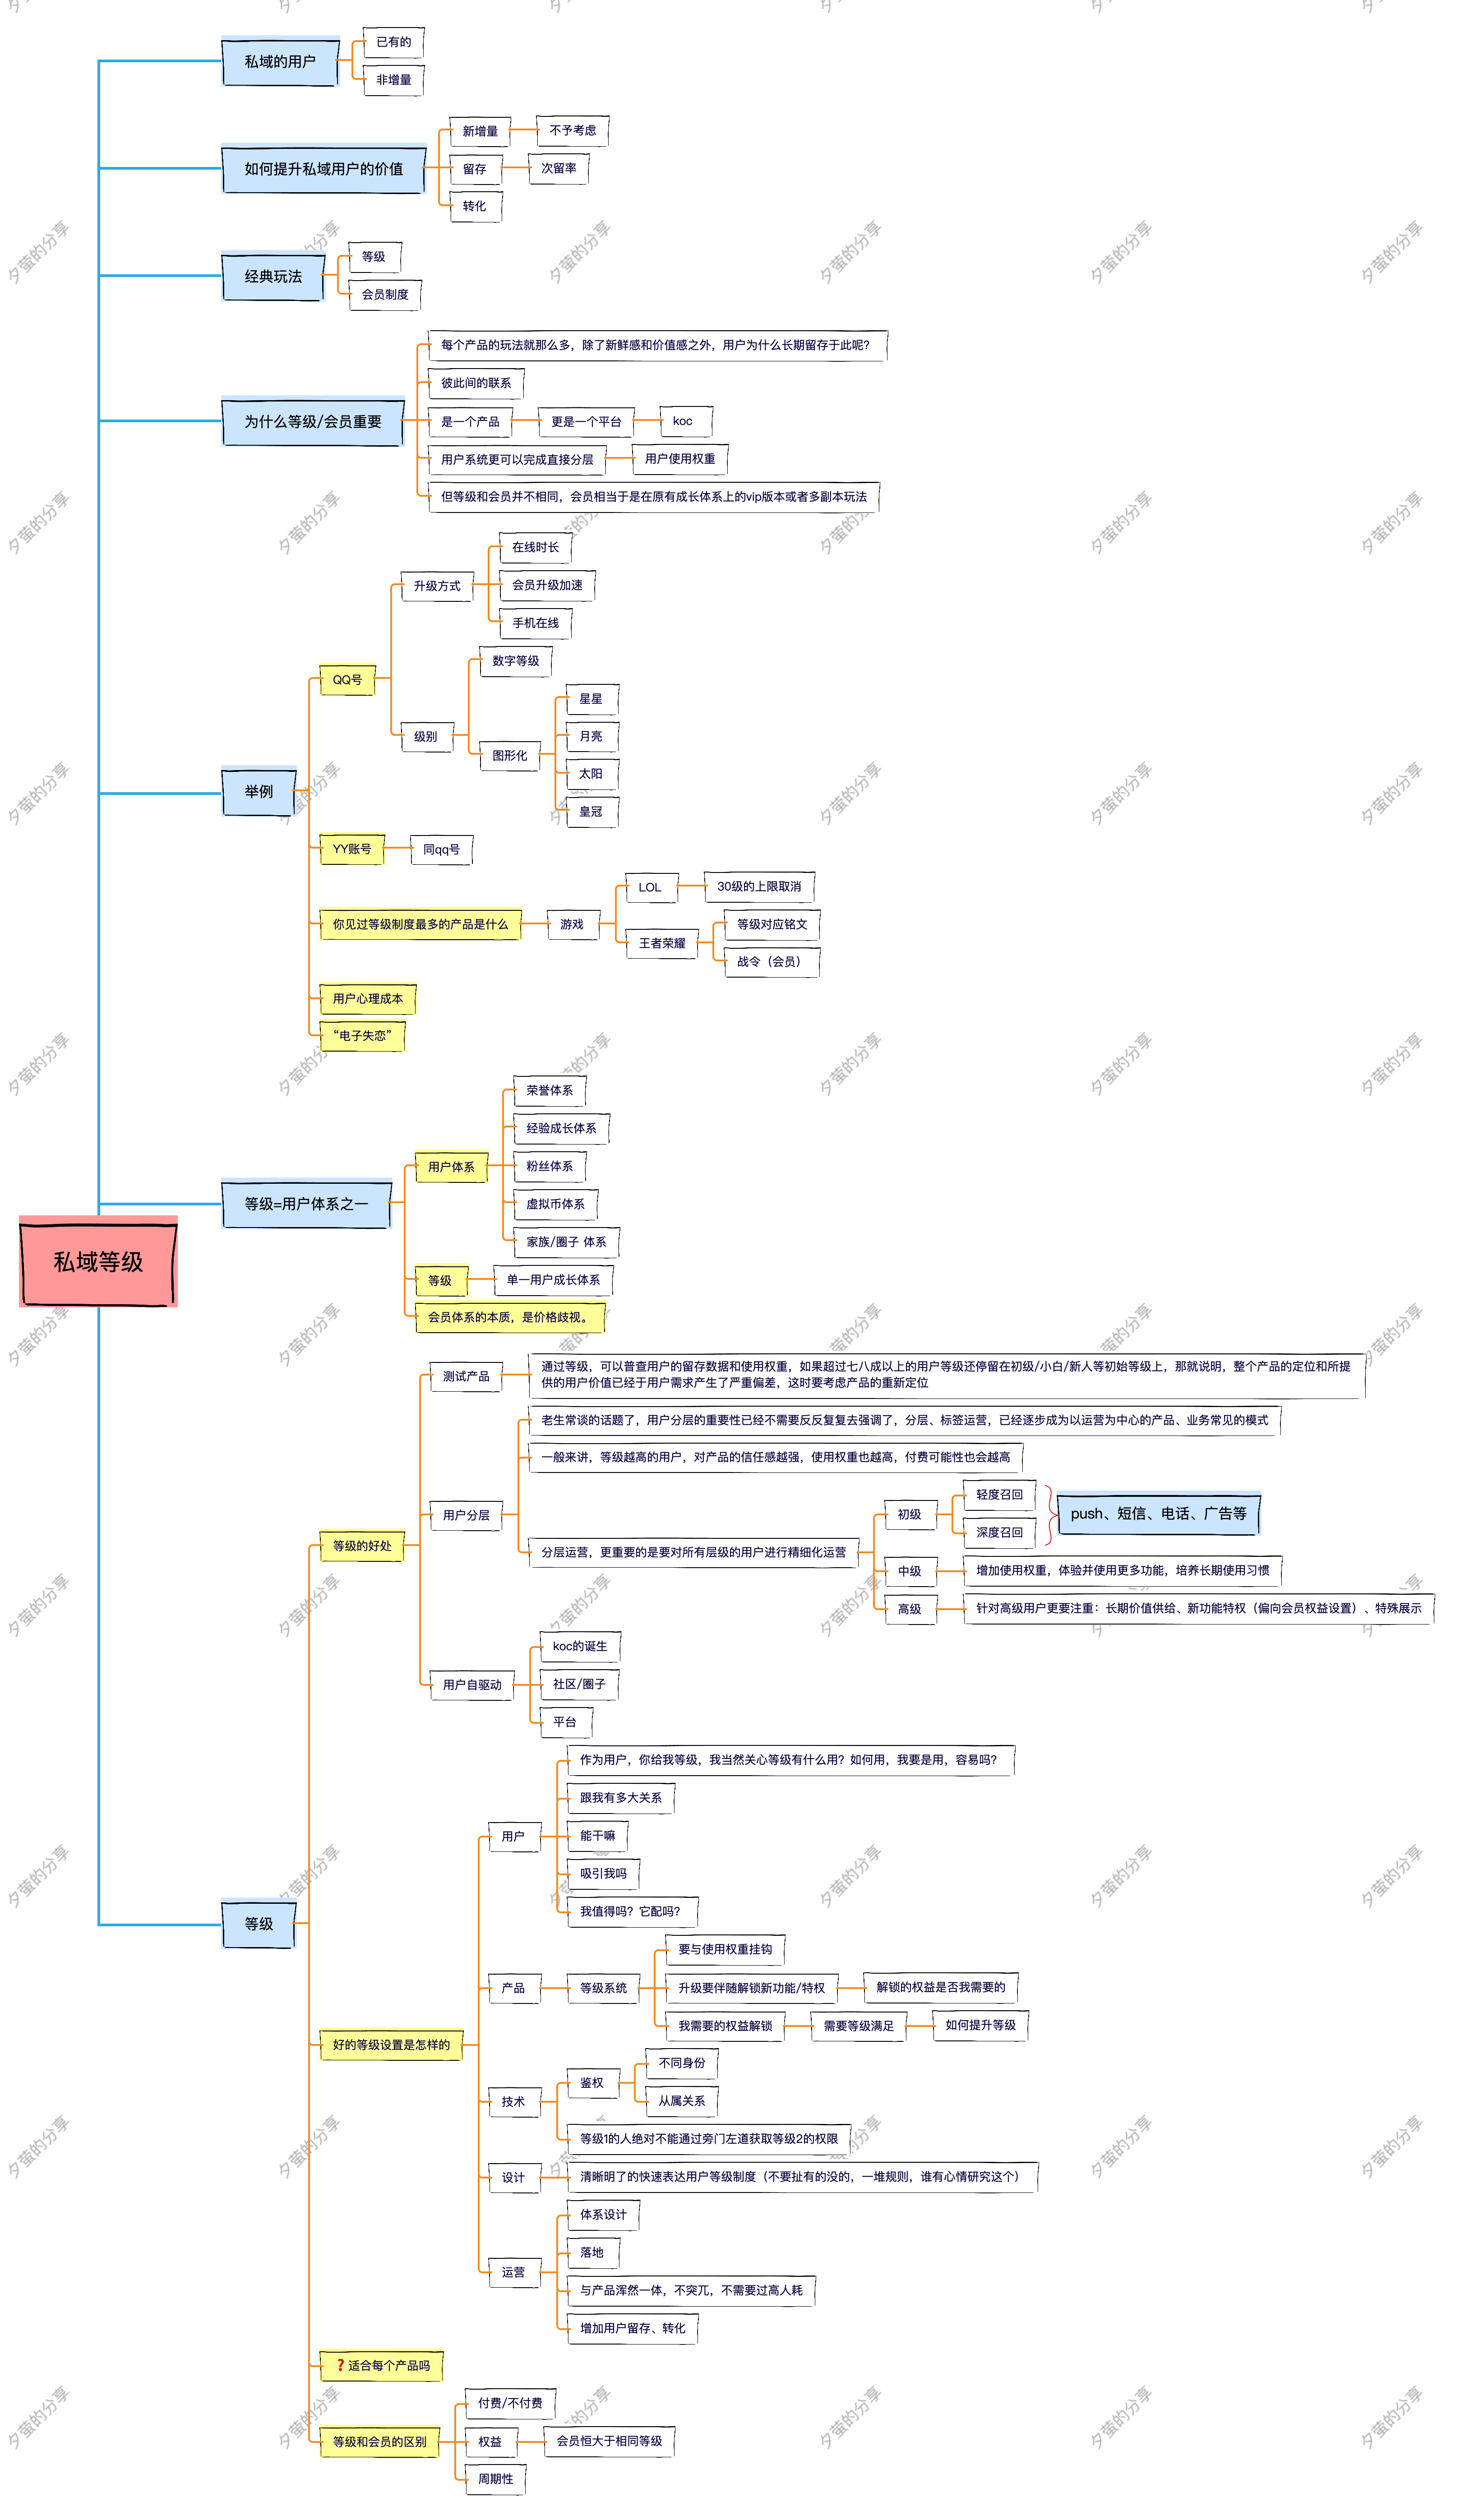 私域等级
私域的用户
已有的
非增量
如何提升私域用户的价值
新增量
不予考虑
留存
次留率
转化
经典玩法
等级
会员制度
为什么等级/会员重要
每个产品的玩法就那么多，除了新鲜感和价值感之外，用户为什么长期留存于此呢？
彼此间的联系
是一个产品
更是一个平台
koc
用户系统更可以完成直接分层
用户使用权重
但等级和会员并不相同，会员相当于是在原有成长体系上的vip版本或者多副本玩法
举例
QQ号
升级方式
在线时长
会员升级加速
手机在线
级别
数字等级
图形化
星星
月亮
太阳
皇冠
YY账号
同qq号
你见过等级制度最多的产品是什么
游戏
LOL
30级的上限取消
王者荣耀
等级对应铭文
战令（会员）
用户心理成本
“电子失恋”
等级=用户体系之一
用户体系
荣誉体系
经验成长体系
粉丝体系
虚拟币体系
家族/圈子 体系
等级
单一用户成长体系
会员体系的本质，是价格歧视。
等级
等级的好处
测试产品
通过等级，可以普查用户的留存数据和使用权重，如果超过七八成以上的用户等级还停留在初级/小白/新人等初始等级上，那就说明，整个产品的定位和所提
供的用户价值已经于用户需求产生了严重偏差，这时要考虑产品的重新定位
用户分层
老生常谈的话题了，用户分层的重要性已经不需要反反复复去强调了，分层、标签运营，已经逐步成为以运营为中心的产品、业务常见的模式
一般来讲，等级越高的用户，对产品的信任感越强，使用权重也越高，付费可能性也会越高
分层运营，更重要的是要对所有层级的用户进行精细化运营
初级
轻度召回
深度召回
push、短信、电话、广告等
中级
增加使用权重，体验并使用更多功能，培养长期使用习惯
高级
针对高级用户更要注重：长期价值供给、新功能特权（偏向会员权益设置）、特殊展示
用户自驱动
koc的诞生
社区/圈子
平台
好的等级设置是怎样的
用户
作为用户，你给我等级，我当然关心等级有什么用？如何用，我要是用，容易吗？
跟我有多大关系
能干嘛
吸引我吗
我值得吗？它配吗？
产品
等级系统
要与使用权重挂钩
升级要伴随解锁新功能/特权
解锁的权益是否我需要的
我需要的权益解锁
需要等级满足
如何提升等级
技术
鉴权
不同身份
从属关系
等级1的人绝对不能通过旁门左道获取等级2的权限
设计
清晰明了的快速表达用户等级制度（不要扯有的没的，一堆规则，谁有心情研究这个）
运营
体系设计
落地
与产品浑然一体，不突兀，不需要过高人耗
增加用户留存、转化
❓适合每个产品吗
等级和会员的区别
付费/不付费
权益
会员恒大于相同等级
周期性
夕萤的分享